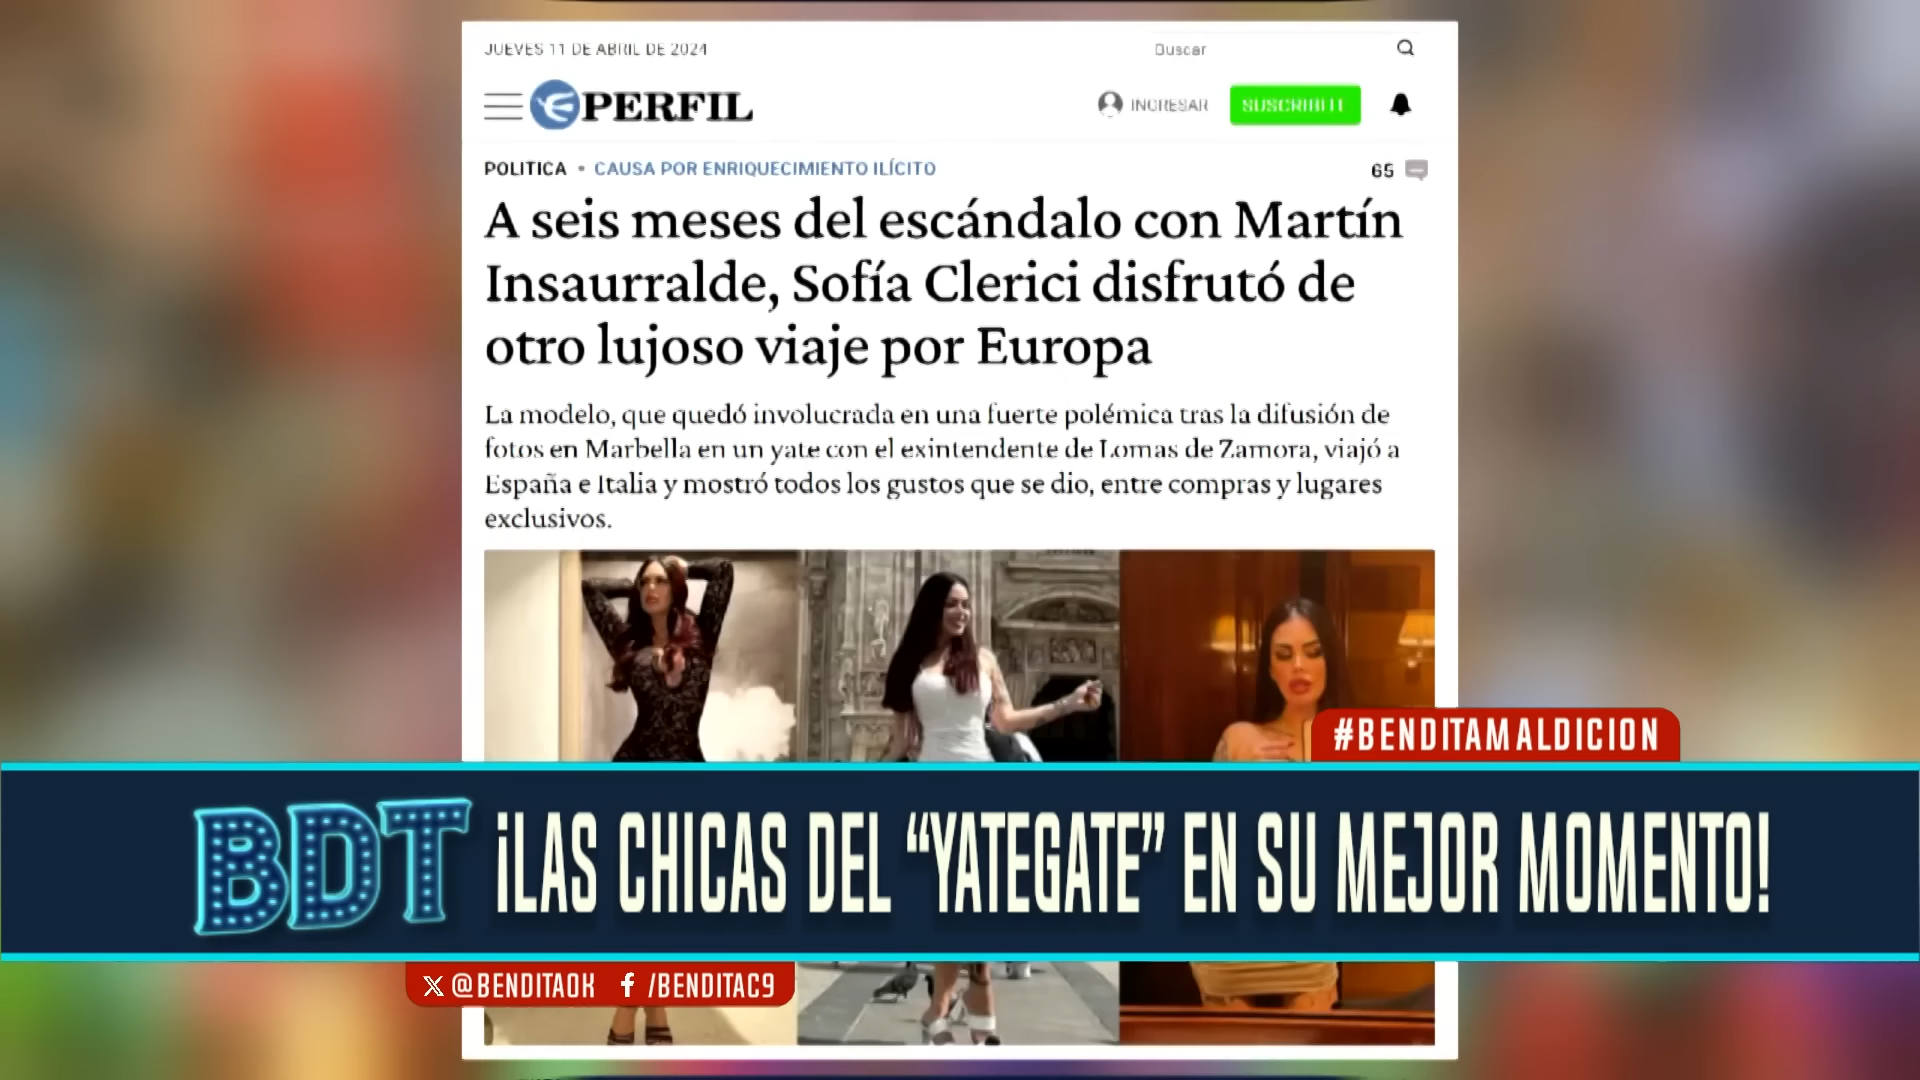 JUEVES 11 DE ABRIL DE 2024
Buscar
PERFIL
INGRESAR
SUSCRIBITE
POLITICA • CAUSA POR ENRIQUECIMIENTO ILÍCITO
65
A seis meses del escándalo con Martín
Insaurralde, Sofía Clerici disfrutó de
otro lujoso viaje por Europa
La modelo, que quedó involucrada en una fuerte polémica tras la difusión de
fotos en Marbella en un yate con el exintendente de Lomas de Zamora, viajó a
España e Italia y mostró todos los gustos que se dio, entre compras y lugares
exclusivos.
#BENDITAMALDICION
BDT ¡LAS CHICAS DEL “YATEGATE” EN SU MEJOR MOMENTO!
X @BENDITAOK f /BENDITAC9